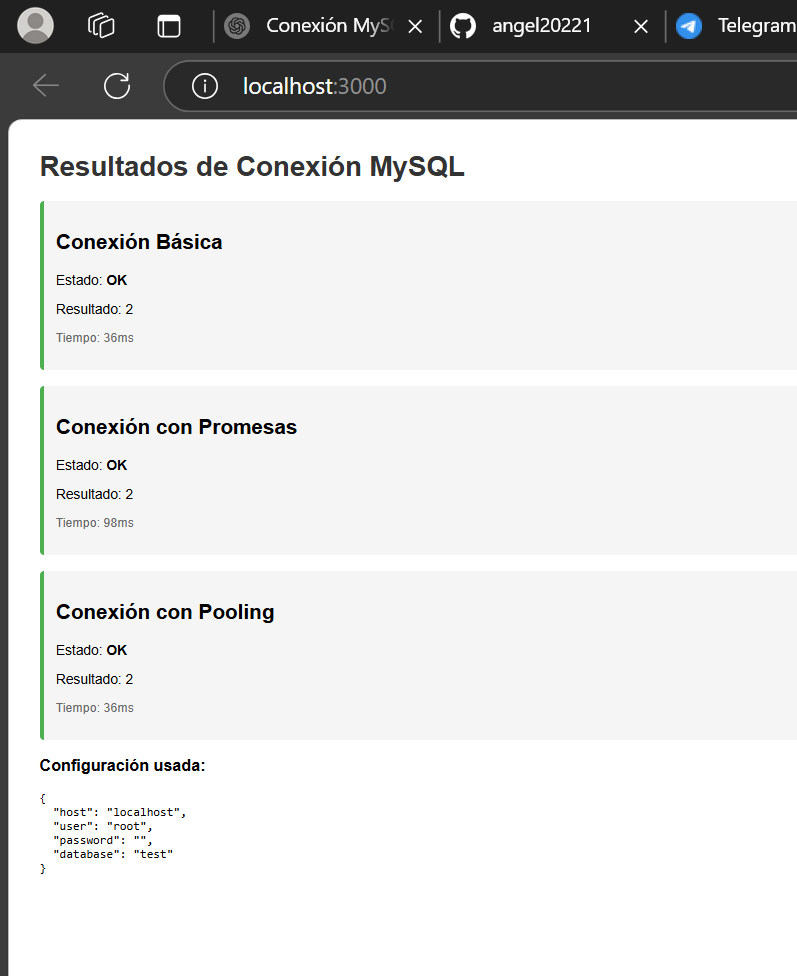 Conexión MyS
angel20221
Telegram
localhost:3000
Resultados de Conexión MySQL
Conexión Básica
Estado: OK
Resultado: 2
Tiempo: 36ms
Conexión con Promesas
Estado: OK
Resultado: 2
Tiempo: 98ms
Conexión con Pooling
Estado: OK
Resultado: 2
Tiempo: 36ms
Configuración usada:
{
  "host": "localhost",
  "user": "root",
  "password": "",
  "database": "test"
}